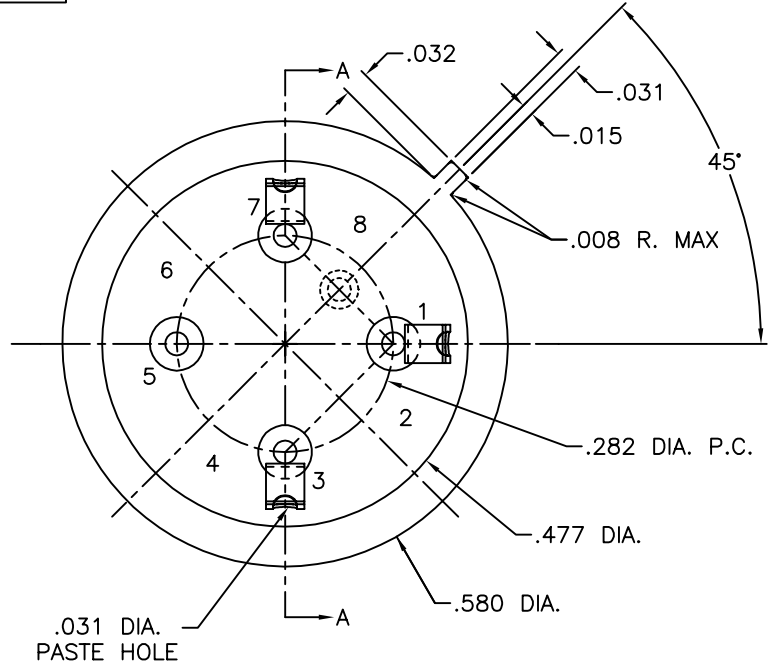 A
.032
.031
.015
45°
7
8
.008 R. MAX
6
1
5
2
.282 DIA. P.C.
4
3
.477 DIA.
.580 DIA.
A
.031 DIA.
PASTE HOLE